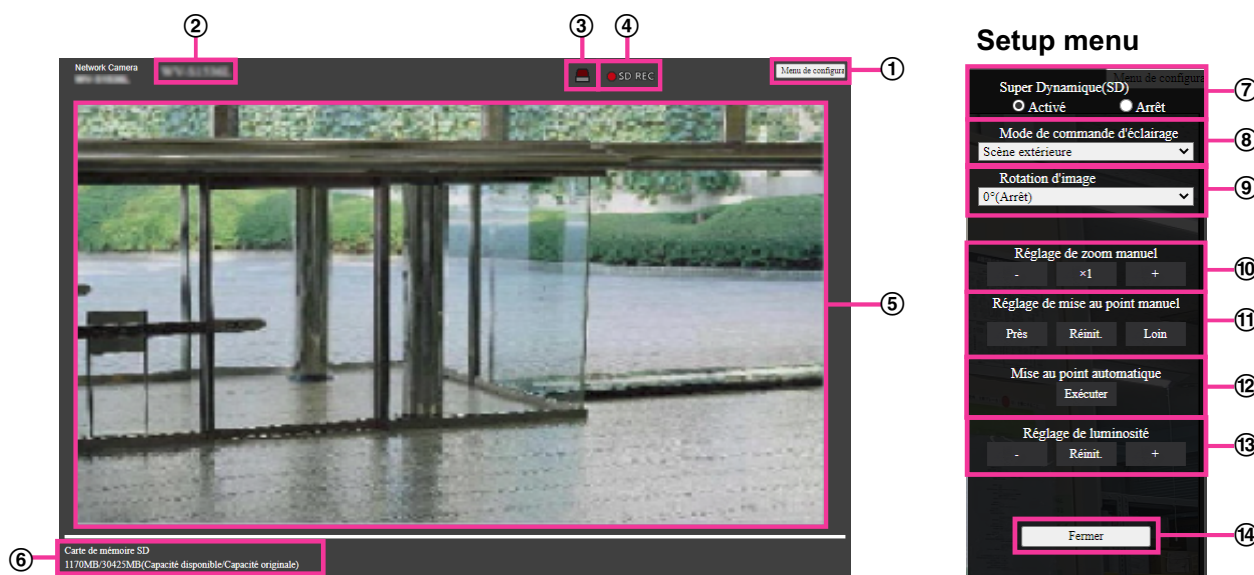 ②
③
④
Network Camera
SD REC
Menu de configura
①
⑤
⑥
Carte de mémoire SD
1170MB/30425MB(Capacité disponible/Capacité originale)
Setup menu
Menu de configura
Super Dynamique(SD)
Activé
Arrêt
⑦
Mode de commande d'éclairage
Scène extérieure
⑧
Rotation d'image
0°(Arrêt)
⑨
Réglage de zoom manuel
- ×1 +
⑩
Réglage de mise au point manuel
Près Réinit. Loin
⑪
Mise au point automatique
Exécuter
⑫
Réglage de luminosité
- Réinit. +
⑬
Fermer
⑭